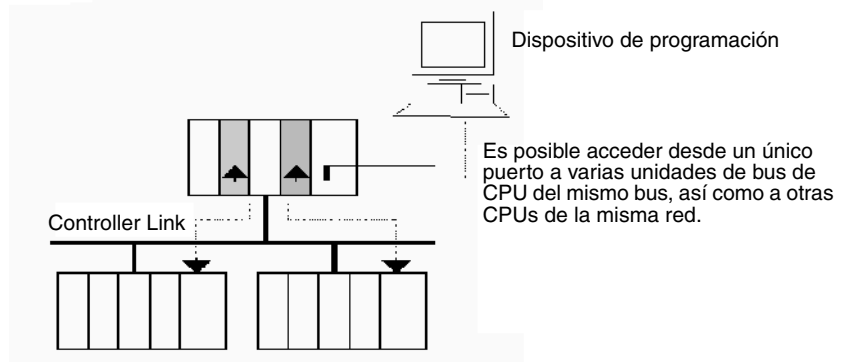 Dispositivo de programación
Es posible acceder desde un único
puerto a varias unidades de bus de
CPU del mismo bus, así como a otras
CPUs de la misma red.
Controller Link